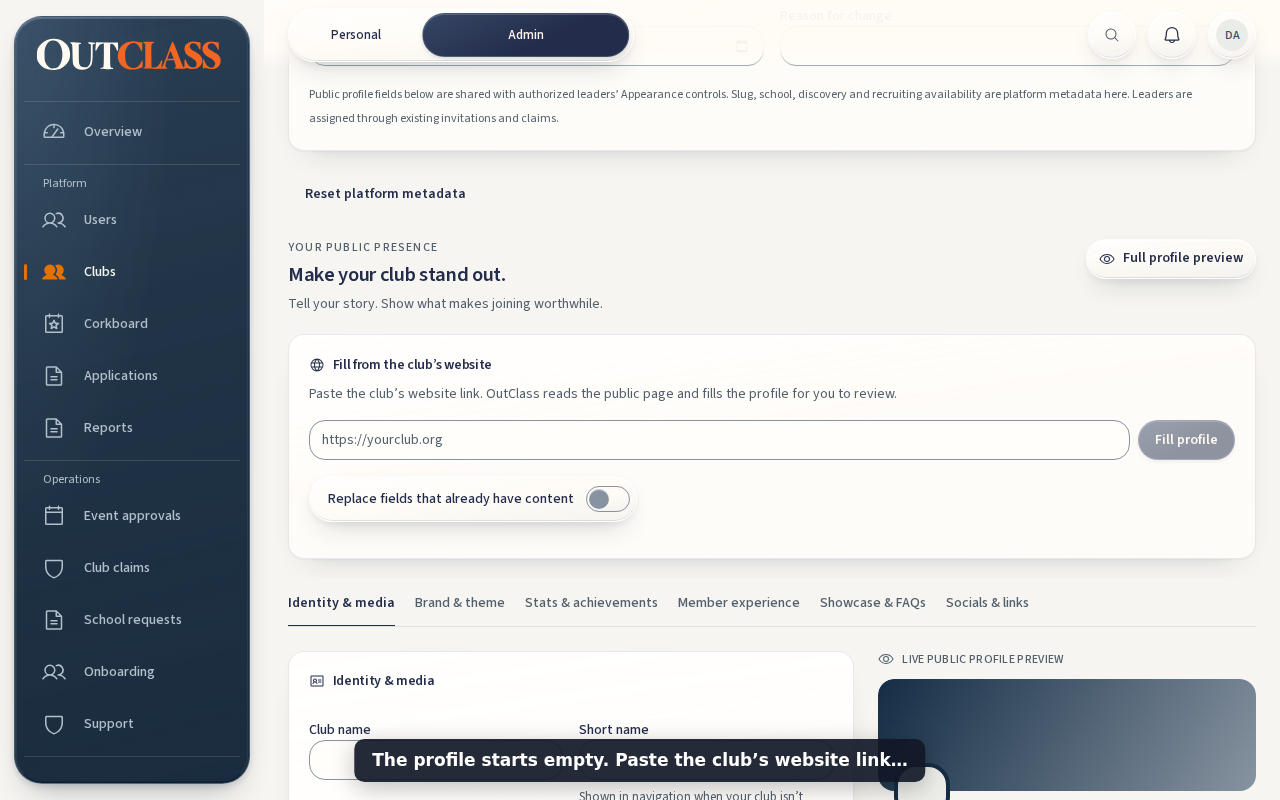 OUTCLASS
Overview
Platform
Users
Clubs
Corkboard
Applications
Reports
Operations
Event approvals
Club claims
School requests
Onboarding
Support
Personal
Admin
Reason for change
DA
Public profile fields below are shared with authorized leaders’ Appearance controls. Slug, school, discovery and recruiting availability are platform metadata here. Leaders are
assigned through existing invitations and claims.
Reset platform metadata
YOUR PUBLIC PRESENCE
Make your club stand out.
Tell your story. Show what makes joining worthwhile.
Full profile preview
Fill from the club’s website
Paste the club’s website link. OutClass reads the public page and fills the profile for you to review.
https://yourclub.org
Fill profile
Replace fields that already have content
Identity & media
Brand & theme
Stats & achievements
Member experience
Showcase & FAQs
Socials & links
Identity & media
LIVE PUBLIC PROFILE PREVIEW
Club name
Short name
The profile starts empty. Paste the club’s website link…
Shown in navigation when your club isn’t